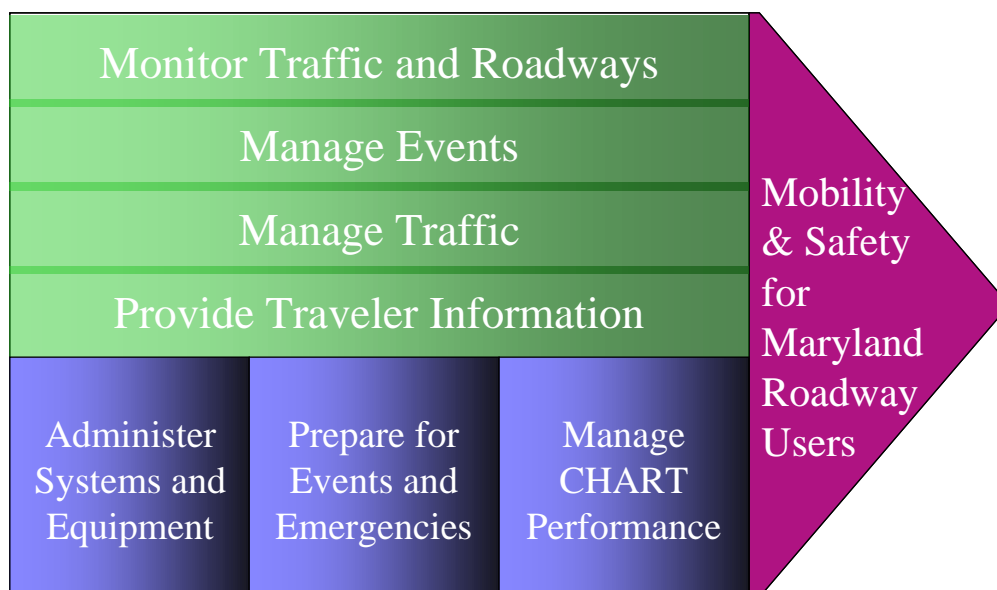 Monitor Traffic and Roadways
Manage Events
Manage Traffic
Provide Traveler Information
Administer
Systems and
Equipment
Prepare for
Events and
Emergencies
Manage
CHART
Performance
Mobility
& Safety
for
Maryland
Roadway
Users